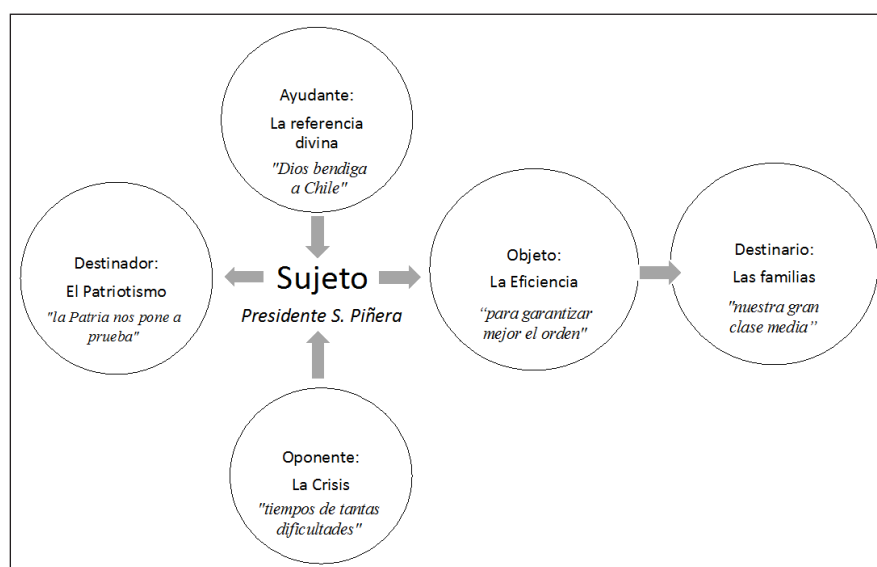 Ayudante:
La referencia
divina
"Dios bendiga
a Chile"
Destinador:
El Patriotismo
"la Patria nos pone a
prueba"
Sujeto
Presidente S. Piñera
Objeto:
La Eficiencia
“para garantizar
mejor el orden"
Destinario:
Las familias
"nuestra gran
clase media”
Oponente:
La Crisis
"tiempos de tantas
dificultades"